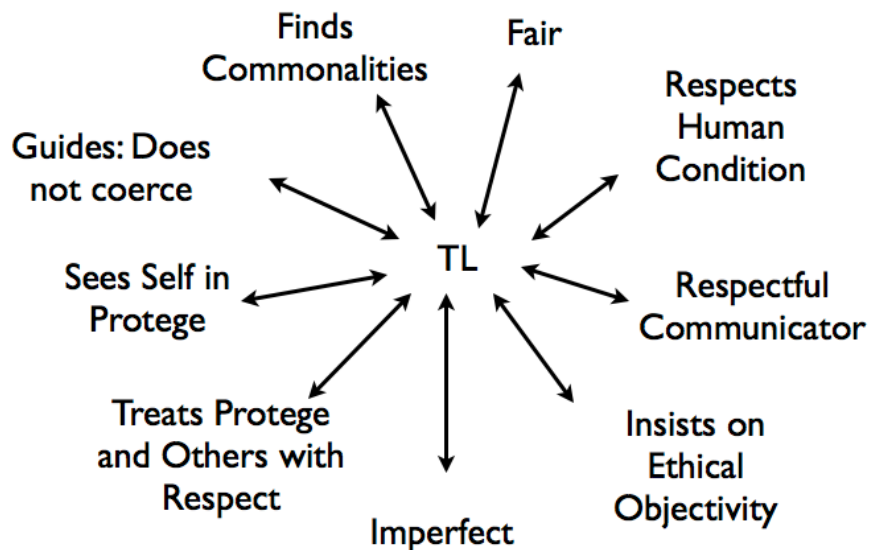 Finds
Commonalities
Fair
Respects
Human
Condition
Guides: Does
not coerce
TL
Sees Self in
Protege
Respectful
Communicator
Treats Protege
and Others with
Respect
Insists on
Ethical
Objectivity
Imperfect